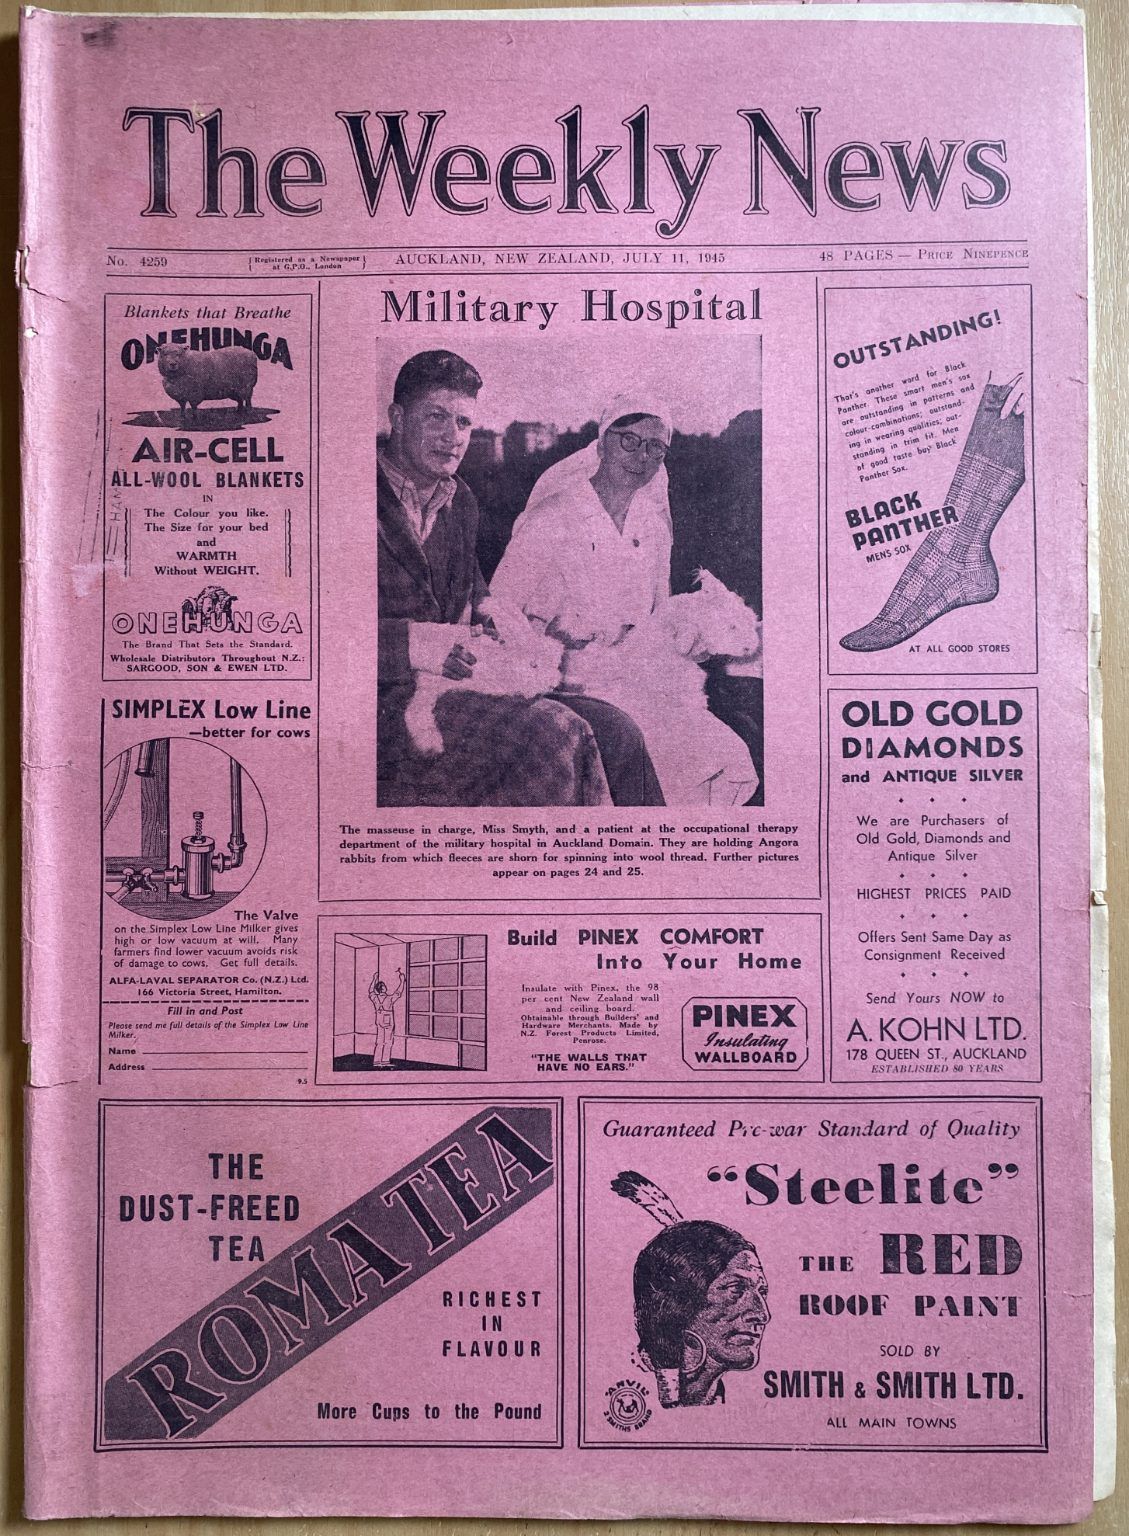 The Weekly News
No. 4259
Registered as a Newspaper
at G.P.O., London
AUCKLAND, NEW ZEALAND, JULY 11, 1945
48 PAGES — PRICE NINEPENCE
Blankets that Breathe
ONEHUNGA
AIR-CELL
ALL-WOOL BLANKETS
IN
The Colour you like.
The Size for your bed
and
WARMTH
Without WEIGHT.
ONEHUNGA
The Brand That Sets the Standard.
Wholesale Distributors Throughout N.Z.:
SARGOOD, SON & EWEN LTD.
SIMPLEX Low Line
—better for cows
The Valve
on the Simplex Low Line Milker gives
high or low vacuum at will. Many
farmers find lower vacuum avoids risk
of damage to cows. Get full details.
ALFA-LAVAL SEPARATOR Co. (N.Z.) Ltd.
166 Victoria Street, Hamilton.
Fill in and Post
Please send me full details of the Simplex Low Line
Milker.
Name
Address
9.5
Military Hospital
The masseuse in charge, Miss Smyth, and a patient at the occupational therapy
department of the military hospital in Auckland Domain. They are holding Angora
rabbits from which fleeces are shorn for spinning into wool thread. Further pictures
appear on pages 24 and 25.
Build PINEX COMFORT
Into Your Home
Insulate with Pinex, the 98
per cent New Zealand wall
and ceiling board.
Obtainable through Builders' and
Hardware Merchants. Made by
N.Z. Forest Products Limited,
Penrose.
"THE WALLS THAT
HAVE NO EARS."
PINEX
Insulating
WALLBOARD
OUTSTANDING!
That's another word for Black
Panther. These smart men's sox
are outstanding in patterns and
colour-combinations; outstand-
ing in wearing qualities; out-
standing in trim fit. Men
of good taste buy Black
Panther Sox.
BLACK
PANTHER
MENS SOX
AT ALL GOOD STORES
OLD GOLD
DIAMONDS
and ANTIQUE SILVER
We are Purchasers of
Old Gold, Diamonds and
Antique Silver
HIGHEST PRICES PAID
Offers Sent Same Day as
Consignment Received
Send Yours NOW to
A. KOHN LTD.
178 QUEEN ST., AUCKLAND
ESTABLISHED 80 YEARS
THE
DUST-FREED
TEA
ROMA TEA
RICHEST
IN
FLAVOUR
More Cups to the Pound
Guaranteed Pre-war Standard of Quality
"Steelite"
THE RED
ROOF PAINT
SOLD BY
SMITH & SMITH LTD.
ALL MAIN TOWNS
"ANVIL"
2 SMITHS BRAND